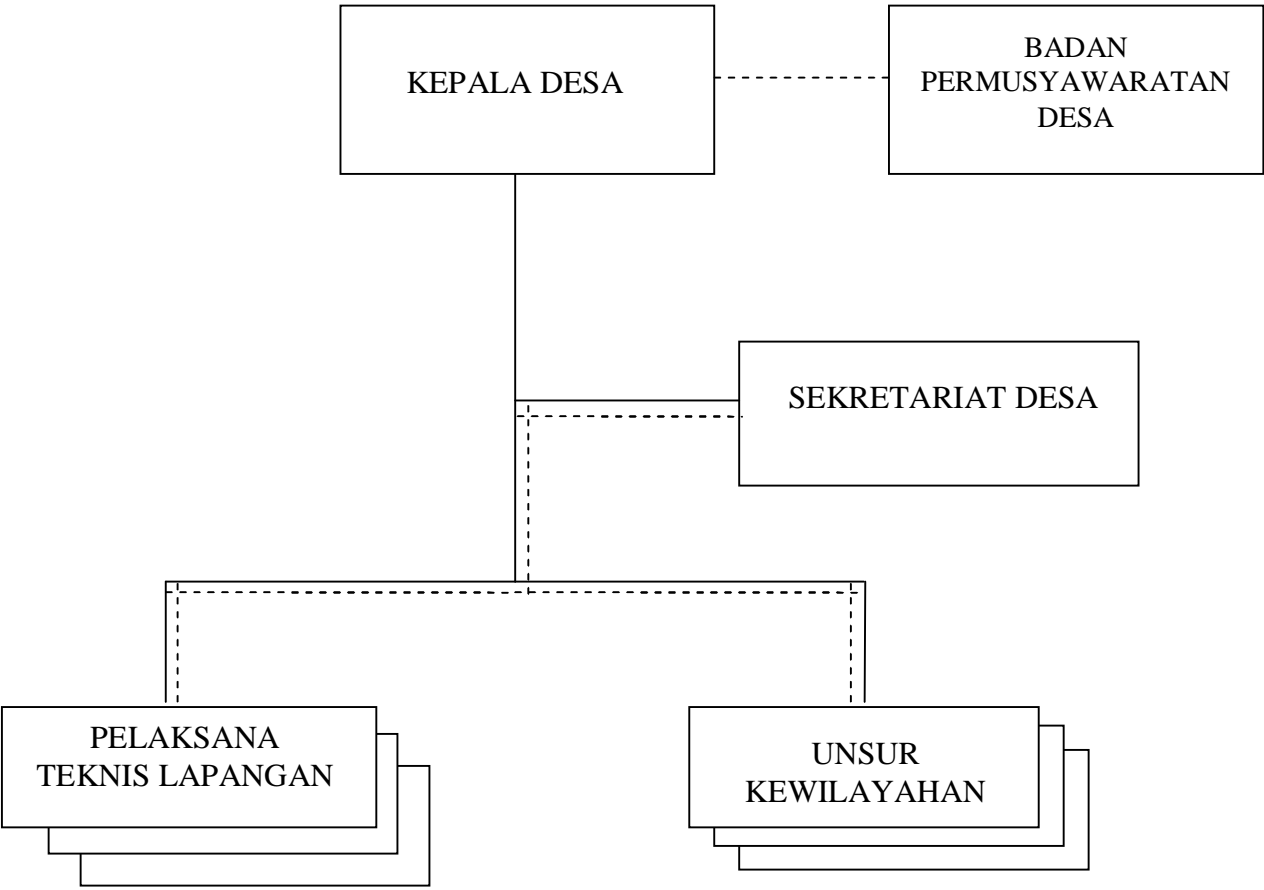 KEPALA DESA
BADAN
PERMUSYAWARATAN
DESA
SEKRETARIAT DESA
PELAKSANA
TEKNIS LAPANGAN
UNSUR
KEWILAYAHAN